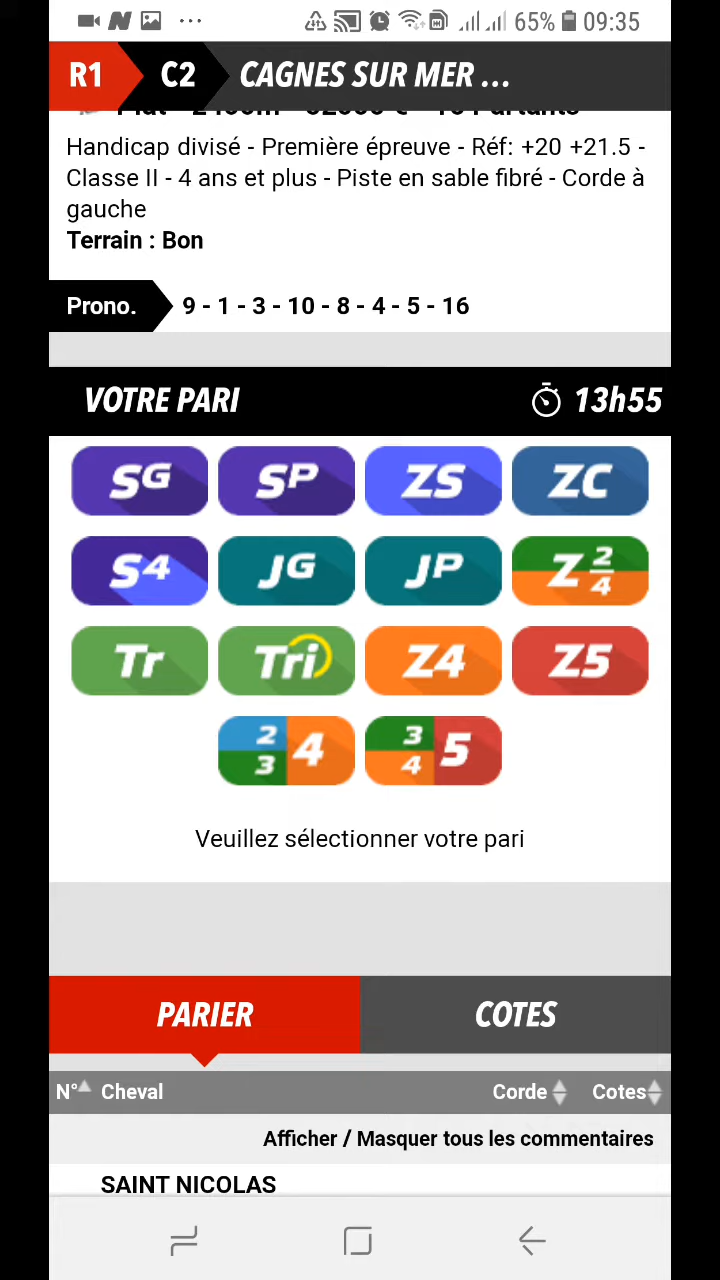 65% 09:35
R1 C2 CAGNES SUR MER ...
Handicap divisé - Première épreuve - Réf: +20 +21.5 -
Classe II - 4 ans et plus - Piste en sable fibré - Corde à
gauche
Terrain : Bon
Prono. 9 - 1 - 3 - 10 - 8 - 4 - 5 - 16
VOTRE PARI 13h55
SG SP ZS ZC
S4 JG JP Z 2/4
Tr Tri Z4 Z5
2/3 4 3/4 5
Veuillez sélectionner votre pari
PARIER COTES
N° Cheval Corde Cotes
Afficher / Masquer tous les commentaires
SAINT NICOLAS